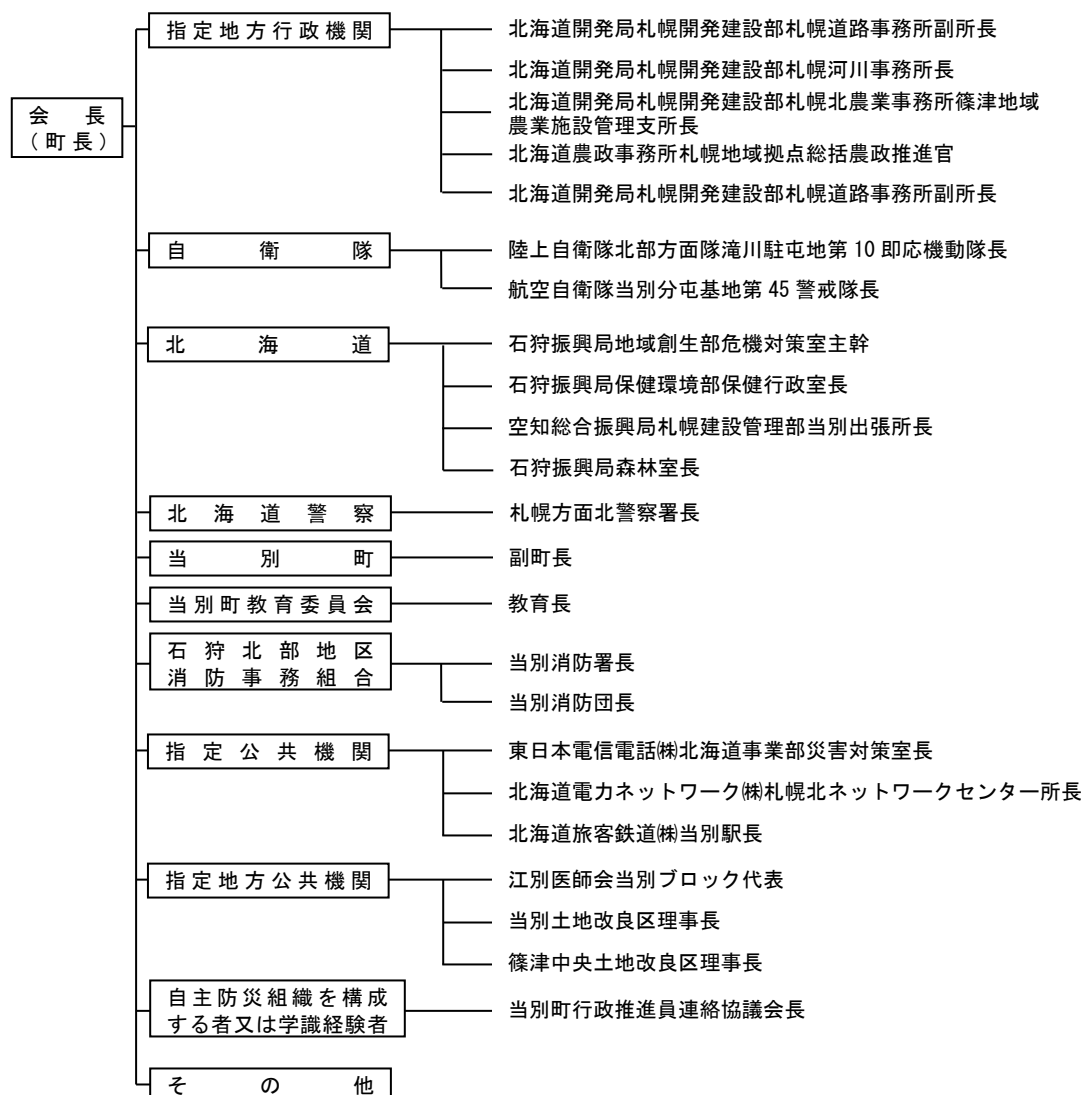 会長
（町長）
指定地方行政機関
北海道開発局札幌開発建設部札幌道路事務所副所長
北海道開発局札幌開発建設部札幌河川事務所長
北海道開発局札幌開発建設部札幌北農業事務所篠津地域
農業施設管理支所長
北海道農政事務所札幌地域拠点総括農政推進官
北海道開発局札幌開発建設部札幌道路事務所副所長
自衛隊
陸上自衛隊北部方面隊滝川駐屯地第 10 即応機動隊長
航空自衛隊当別分屯基地第 45 警戒隊長
北海道
石狩振興局地域創生部危機対策室主幹
石狩振興局保健環境部保健行政室長
空知総合振興局札幌建設管理部当別出張所長
石狩振興局森林室長
北海道警察
札幌方面北警察署長
当別町
副町長
当別町教育委員会
教育長
石狩北部地区
消防事務組合
当別消防署長
当別消防団長
指定公共機関
東日本電信電話㈱北海道事業部災害対策室長
北海道電力ネットワーク㈱札幌北ネットワークセンター所長
北海道旅客鉄道㈱当別駅長
指定地方公共機関
江別医師会当別ブロック代表
当別土地改良区理事長
篠津中央土地改良区理事長
自主防災組織を構成
する者又は学識経験者
当別町行政推進員連絡協議会長
その他